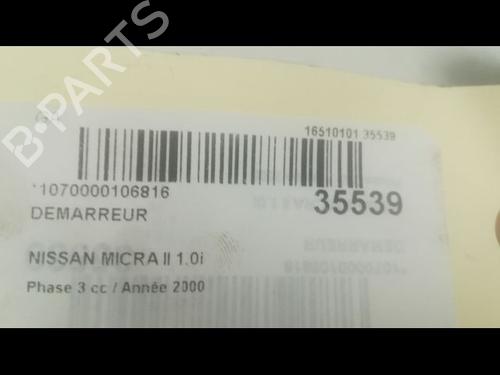 B-PARTS
16510101 35539
*1070000106816
35539
DEMARREUR
NISSAN MICRA II 1.0i
Phase 3 cc / Année 2000